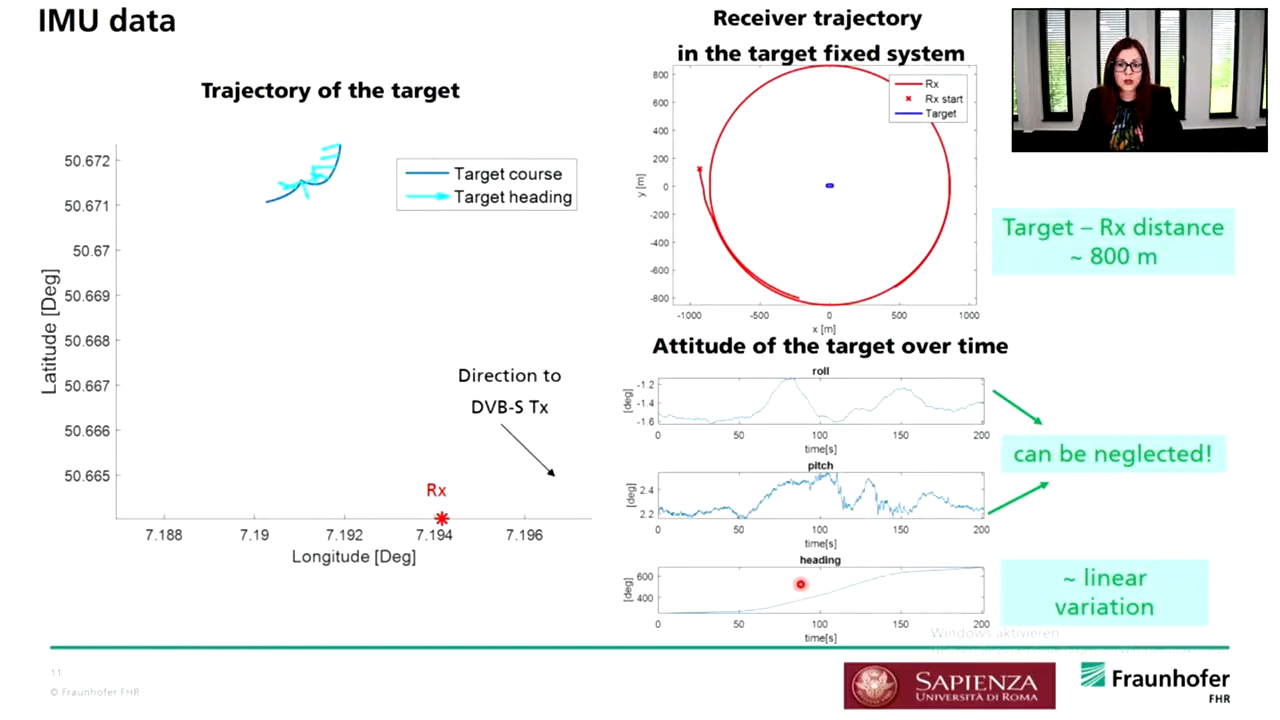 IMU data
Trajectory of the target
50.672
50.671
50.67
50.669
50.668
50.667
50.666
50.665
Latitude [Deg]
Target course
Target heading
Direction to
DVB-S Tx
Rx
7.188 7.19 7.192 7.194 7.196
Longitude [Deg]
Receiver trajectory
in the target fixed system
800
600
400
200
0
-200
-400
-600
-800
y [m]
Rx
Rx start
Target
-1000 -500 0 500 1000
x [m]
Target – Rx distance
~ 800 m
Attitude of the target over time
roll
-1.2
-1.4
-1.6
[deg]
0 50 100 150 200
time[s]
pitch
2.4
2.2
[deg]
0 50 100 150 200
time[s]
can be neglected!
heading
600
400
[deg]
0 50 100 150 200
time[s]
~ linear
variation
Windows aktivieren
11
© Fraunhofer FHR
SAPIENZA
UNIVERSITÀ DI ROMA
Fraunhofer
FHR